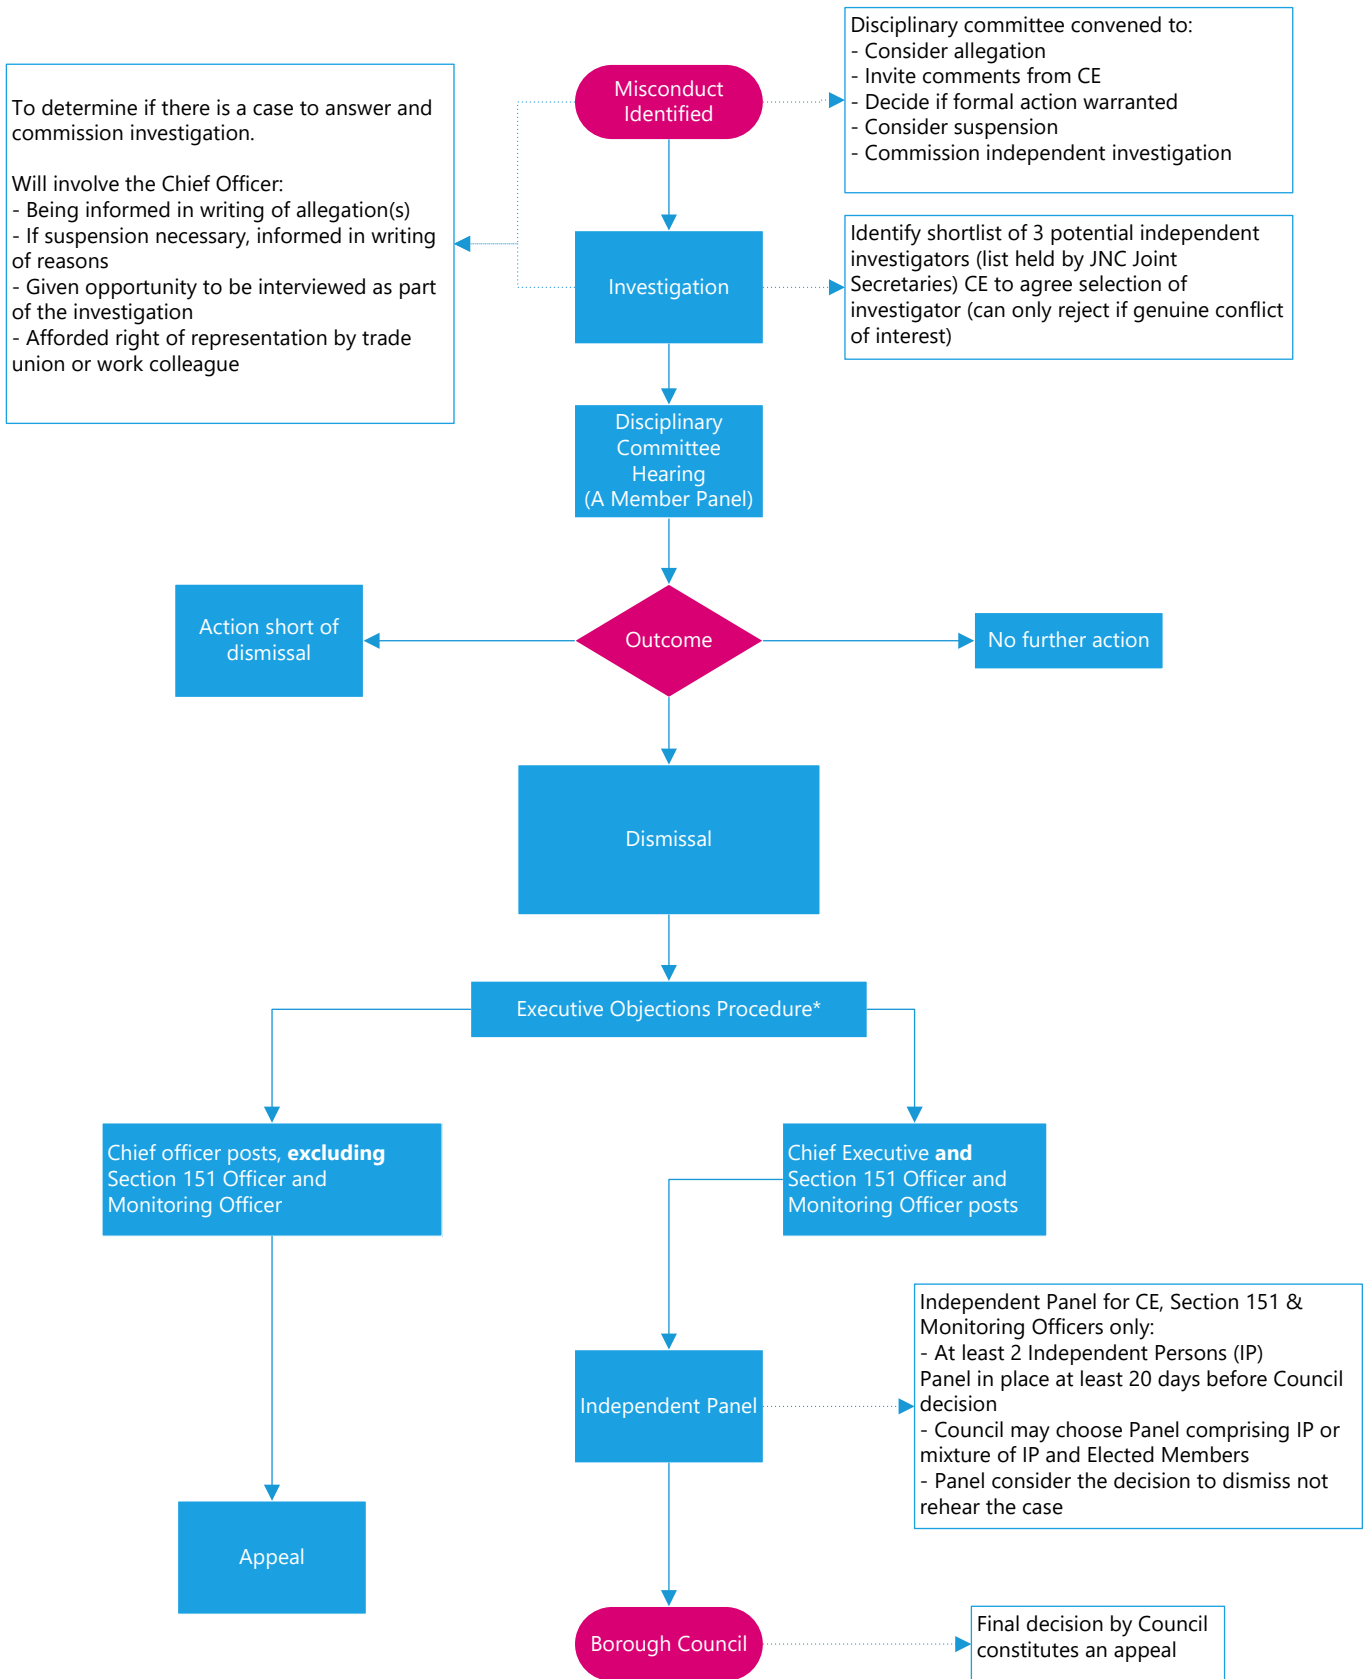 Disciplinary committee convened to:
- Consider allegation
- Invite comments from CE
- Decide if formal action warranted
- Consider suspension
- Commission independent investigation
Misconduct
Identified
To determine if there is a case to answer and
commission investigation.
Will involve the Chief Officer:
- Being informed in writing of allegation(s)
- If suspension necessary, informed in writing
of reasons
- Given opportunity to be interviewed as part
of the investigation
- Afforded right of representation by trade
union or work colleague
Investigation
Identify shortlist of 3 potential independent
investigators (list held by JNC Joint
Secretaries) CE to agree selection of
investigator (can only reject if genuine conflict
of interest)
Disciplinary
Committee
Hearing
(A Member Panel)
Action short of
dismissal
Outcome
No further action
Dismissal
Executive Objections Procedure*
Chief officer posts, excluding
Section 151 Officer and
Monitoring Officer
Chief Executive and
Section 151 Officer and
Monitoring Officer posts
Independent Panel
Independent Panel for CE, Section 151 &
Monitoring Officers only:
- At least 2 Independent Persons (IP)
Panel in place at least 20 days before Council
decision
- Council may choose Panel comprising IP or
mixture of IP and Elected Members
- Panel consider the decision to dismiss not
rehear the case
Appeal
Borough Council
Final decision by Council
constitutes an appeal